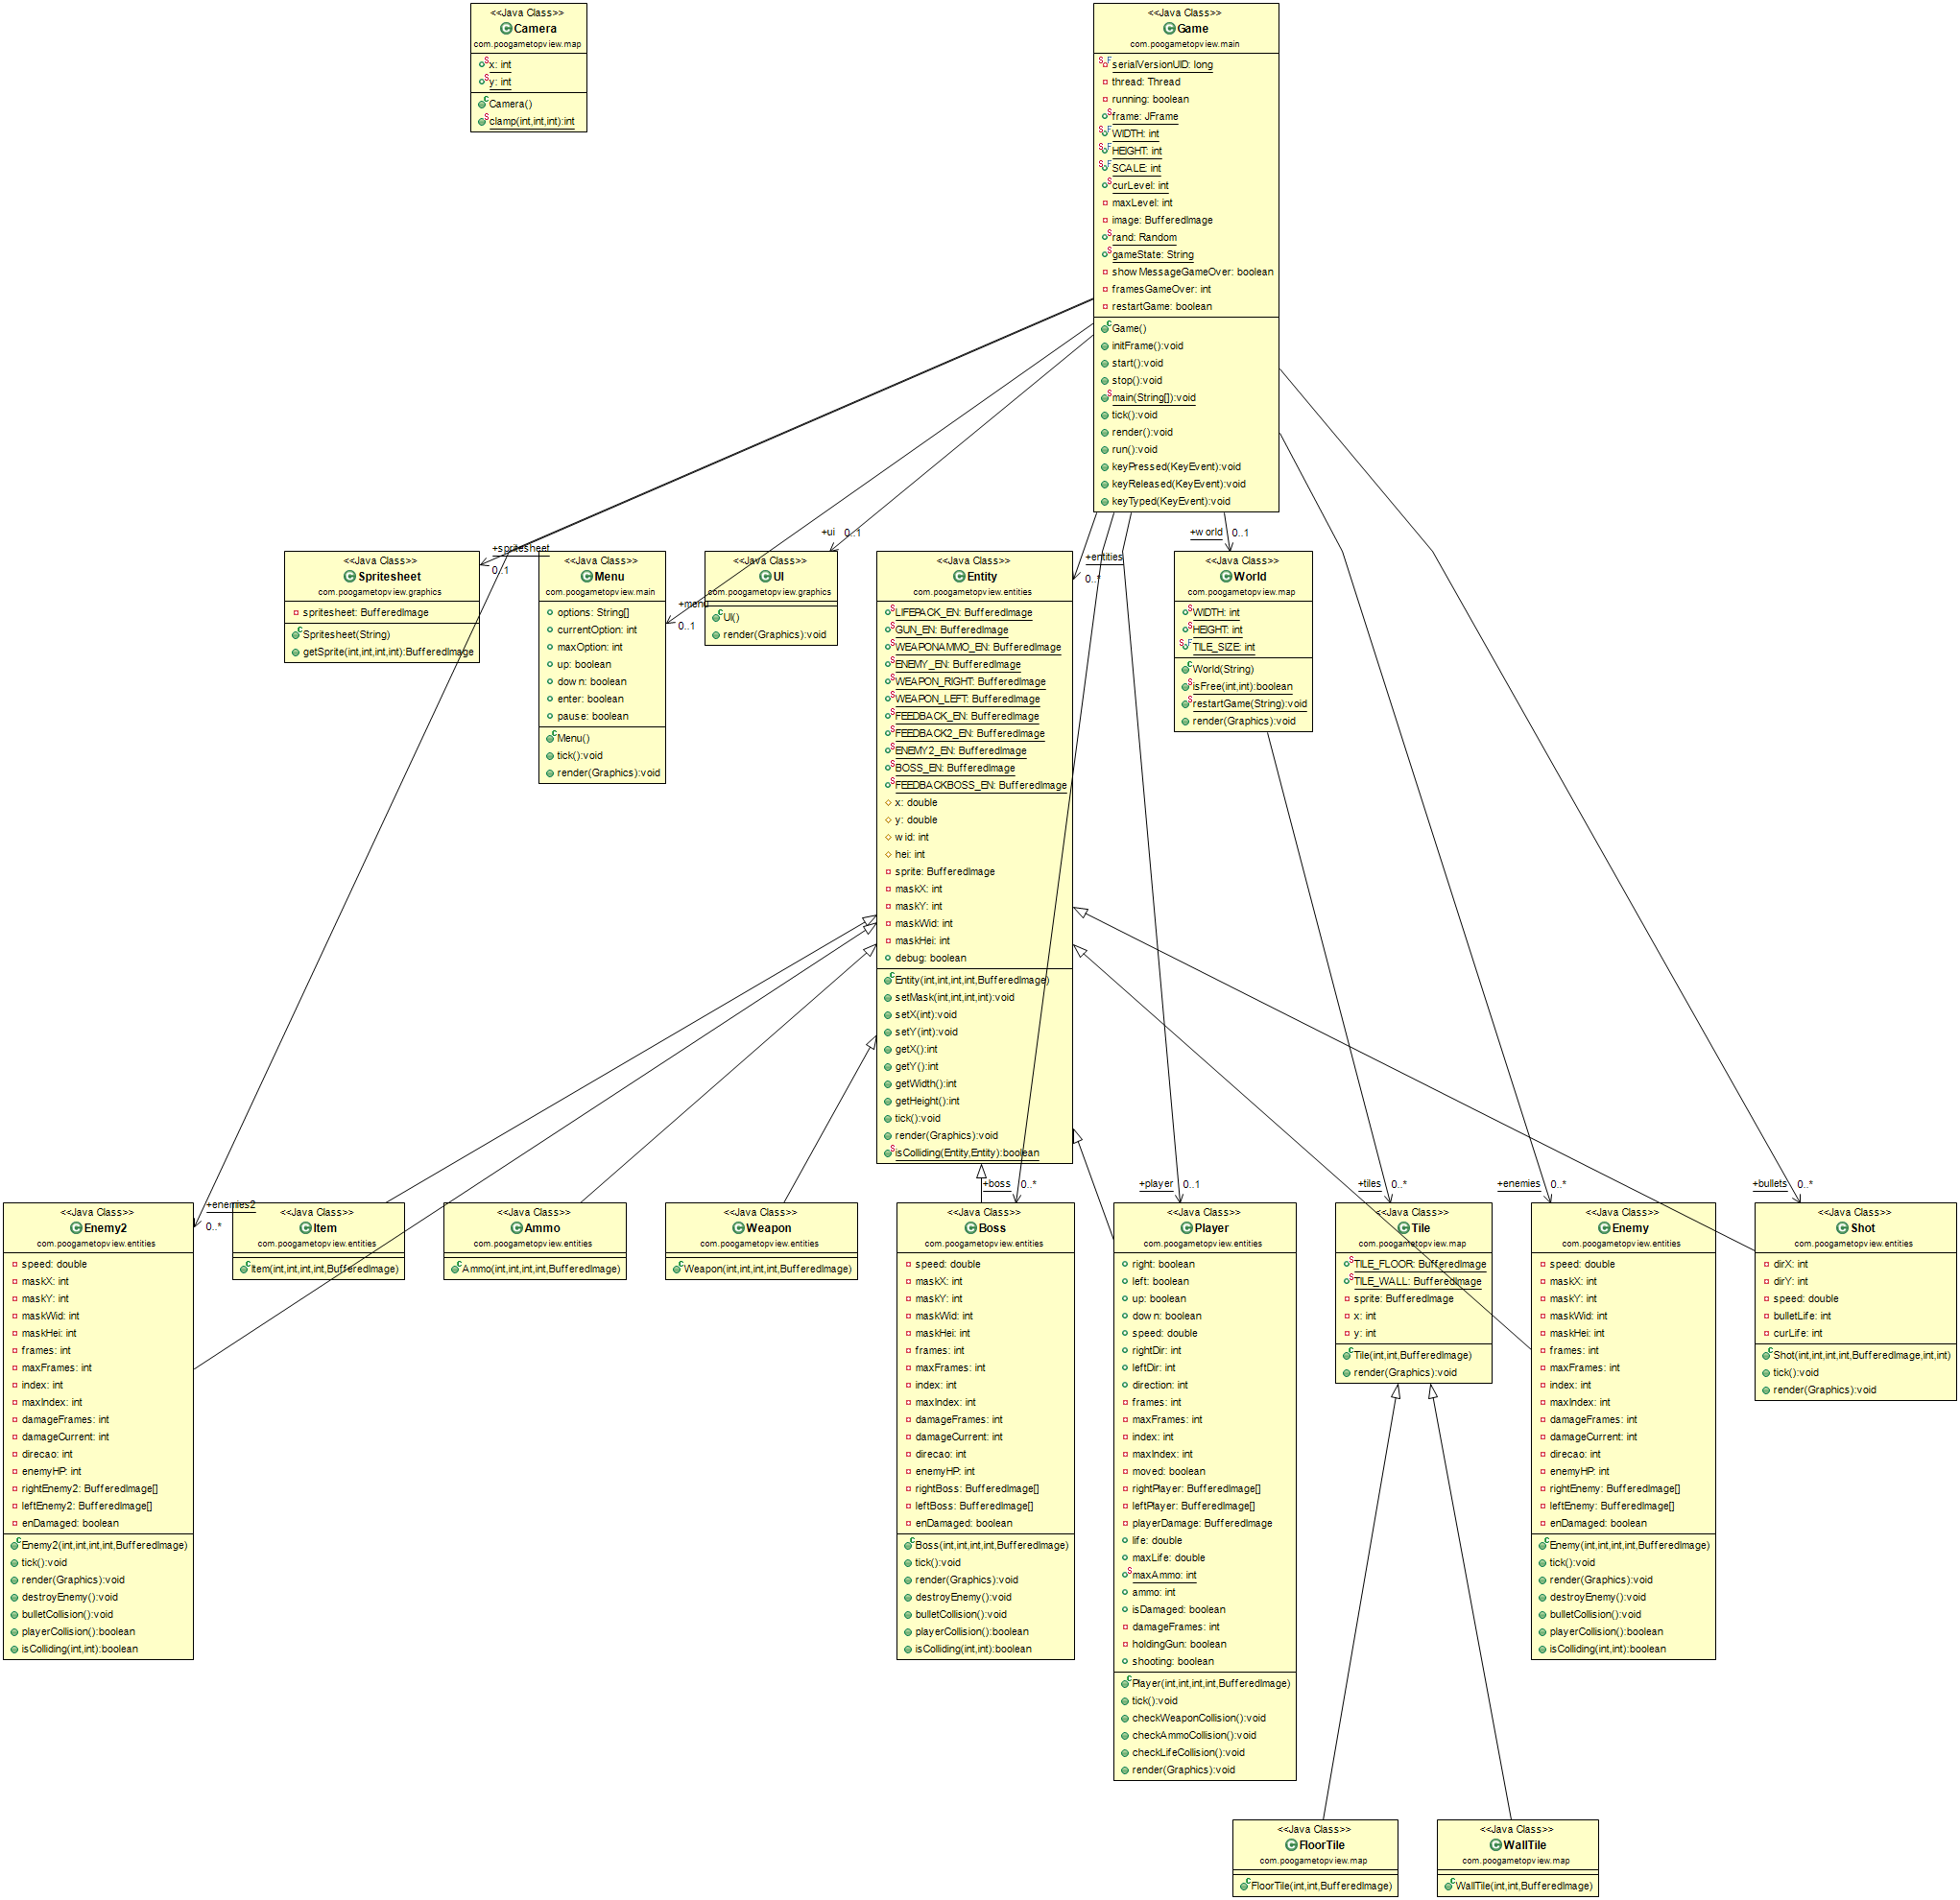 <<Java Class>>
Camera
com.poogametopview.map
x: int
y: int
Camera()
clamp(int,int,int):int
<<Java Class>>
Game
com.poogametopview.main
serialVersionUID: long
thread: Thread
running: boolean
frame: JFrame
WIDTH: int
HEIGHT: int
SCALE: int
curLevel: int
maxLevel: int
image: BufferedImage
rand: Random
gameState: String
showMessageGameOver: boolean
framesGameOver: int
restartGame: boolean
Game()
initFrame():void
start():void
stop():void
main(String[]):void
tick():void
render():void
run():void
keyPressed(KeyEvent):void
keyReleased(KeyEvent):void
keyTyped(KeyEvent):void
+spritesheet
0..1
+menu
0..1
+ui 0..1
+entities
0..*
+world 0..1
<<Java Class>>
Spritesheet
com.poogametopview.graphics
spritesheet: BufferedImage
Spritesheet(String)
getSprite(int,int,int,int):BufferedImage
<<Java Class>>
Menu
com.poogametopview.main
options: String[]
currentOption: int
maxOption: int
up: boolean
down: boolean
enter: boolean
pause: boolean
Menu()
tick():void
render(Graphics):void
<<Java Class>>
UI
com.poogametopview.graphics
UI()
render(Graphics):void
<<Java Class>>
Entity
com.poogametopview.entities
LIFEPACK_EN: BufferedImage
GUN_EN: BufferedImage
WEAPONAMMO_EN: BufferedImage
ENEMY_EN: BufferedImage
WEAPON_RIGHT: BufferedImage
WEAPON_LEFT: BufferedImage
FEEDBACK_EN: BufferedImage
FEEDBACK2_EN: BufferedImage
ENEMY2_EN: BufferedImage
BOSS_EN: BufferedImage
FEEDBACKBOSS_EN: BufferedImage
x: double
y: double
wid: int
hei: int
sprite: BufferedImage
maskX: int
maskY: int
maskWid: int
maskHei: int
debug: boolean
Entity(int,int,int,int,BufferedImage)
setMask(int,int,int,int):void
setX(int):void
setY(int):void
getX():int
getY():int
getWidth():int
getHeight():int
tick():void
render(Graphics):void
isColliding(Entity,Entity):boolean
<<Java Class>>
World
com.poogametopview.map
WIDTH: int
HEIGHT: int
TILE_SIZE: int
World(String)
isFree(int,int):boolean
restartGame(String):void
render(Graphics):void
+enemies2
0..*
+boss 0..*
+player 0..1
+tiles 0..*
+enemies 0..*
+bullets 0..*
<<Java Class>>
Enemy2
com.poogametopview.entities
speed: double
maskX: int
maskY: int
maskWid: int
maskHei: int
frames: int
maxFrames: int
index: int
maxIndex: int
damageFrames: int
damageCurrent: int
direcao: int
enemyHP: int
rightEnemy2: BufferedImage[]
leftEnemy2: BufferedImage[]
enDamaged: boolean
Enemy2(int,int,int,int,BufferedImage)
tick():void
render(Graphics):void
destroyEnemy():void
bulletCollision():void
playerCollision():boolean
isColliding(int,int):boolean
<<Java Class>>
Item
com.poogametopview.entities
Item(int,int,int,int,BufferedImage)
<<Java Class>>
Ammo
com.poogametopview.entities
Ammo(int,int,int,int,BufferedImage)
<<Java Class>>
Weapon
com.poogametopview.entities
Weapon(int,int,int,int,BufferedImage)
<<Java Class>>
Boss
com.poogametopview.entities
speed: double
maskX: int
maskY: int
maskWid: int
maskHei: int
frames: int
maxFrames: int
index: int
maxIndex: int
damageFrames: int
damageCurrent: int
direcao: int
enemyHP: int
rightBoss: BufferedImage[]
leftBoss: BufferedImage[]
enDamaged: boolean
Boss(int,int,int,int,BufferedImage)
tick():void
render(Graphics):void
destroyEnemy():void
bulletCollision():void
playerCollision():boolean
isColliding(int,int):boolean
<<Java Class>>
Player
com.poogametopview.entities
right: boolean
left: boolean
up: boolean
down: boolean
speed: double
rightDir: int
leftDir: int
direction: int
frames: int
maxFrames: int
index: int
maxIndex: int
moved: boolean
rightPlayer: BufferedImage[]
leftPlayer: BufferedImage[]
playerDamage: BufferedImage
life: double
maxLife: double
maxAmmo: int
ammo: int
isDamaged: boolean
damageFrames: int
holdingGun: boolean
shooting: boolean
Player(int,int,int,int,BufferedImage)
tick():void
checkWeaponCollision():void
checkAmmoCollision():void
checkLifeCollision():void
render(Graphics):void
<<Java Class>>
Tile
com.poogametopview.map
TILE_FLOOR: BufferedImage
TILE_WALL: BufferedImage
sprite: BufferedImage
x: int
y: int
Tile(int,int,BufferedImage)
render(Graphics):void
<<Java Class>>
Enemy
com.poogametopview.entities
speed: double
maskX: int
maskY: int
maskWid: int
maskHei: int
frames: int
maxFrames: int
index: int
maxIndex: int
damageFrames: int
damageCurrent: int
direcao: int
enemyHP: int
rightEnemy: BufferedImage[]
leftEnemy: BufferedImage[]
enDamaged: boolean
Enemy(int,int,int,int,BufferedImage)
tick():void
render(Graphics):void
destroyEnemy():void
bulletCollision():void
playerCollision():boolean
isColliding(int,int):boolean
<<Java Class>>
Shot
com.poogametopview.entities
dirX: int
dirY: int
speed: double
bulletLife: int
curLife: int
Shot(int,int,int,int,BufferedImage,int,int)
tick():void
render(Graphics):void
<<Java Class>>
FloorTile
com.poogametopview.map
FloorTile(int,int,BufferedImage)
<<Java Class>>
WallTile
com.poogametopview.map
WallTile(int,int,BufferedImage)